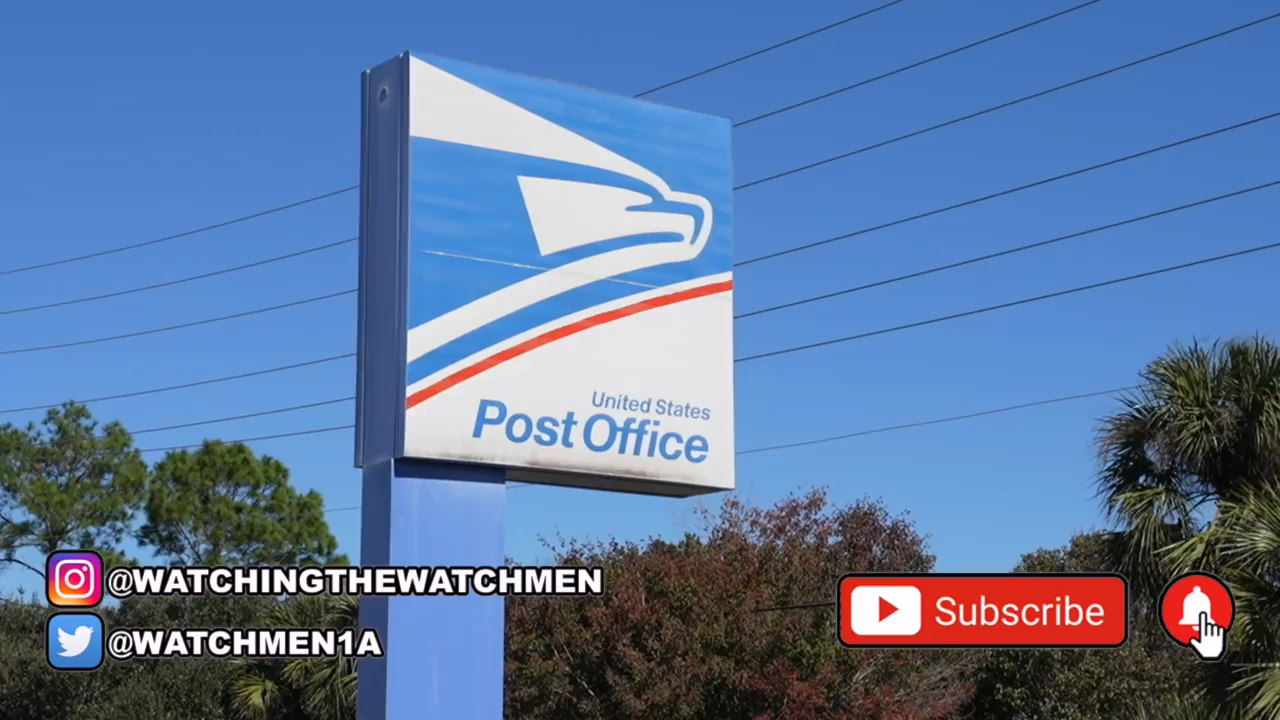 United States
Post Office
@WATCHINGTHEWATCHMEN
@WATCHMEN1A
Subscribe